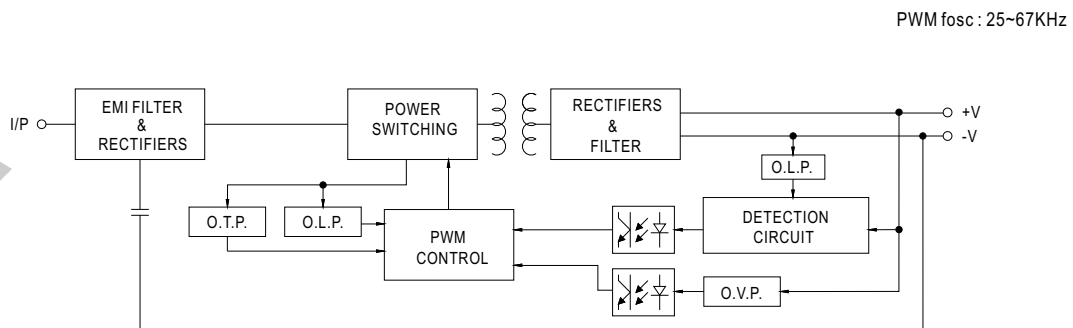 PWM fosc : 25~67KHz
I/P
EMI FILTER
&
RECTIFIERS
POWER
SWITCHING
RECTIFIERS
&
FILTER
+V
-V
O.L.P.
O.T.P.
O.L.P.
PWM
CONTROL
DETECTION
CIRCUIT
O.V.P.